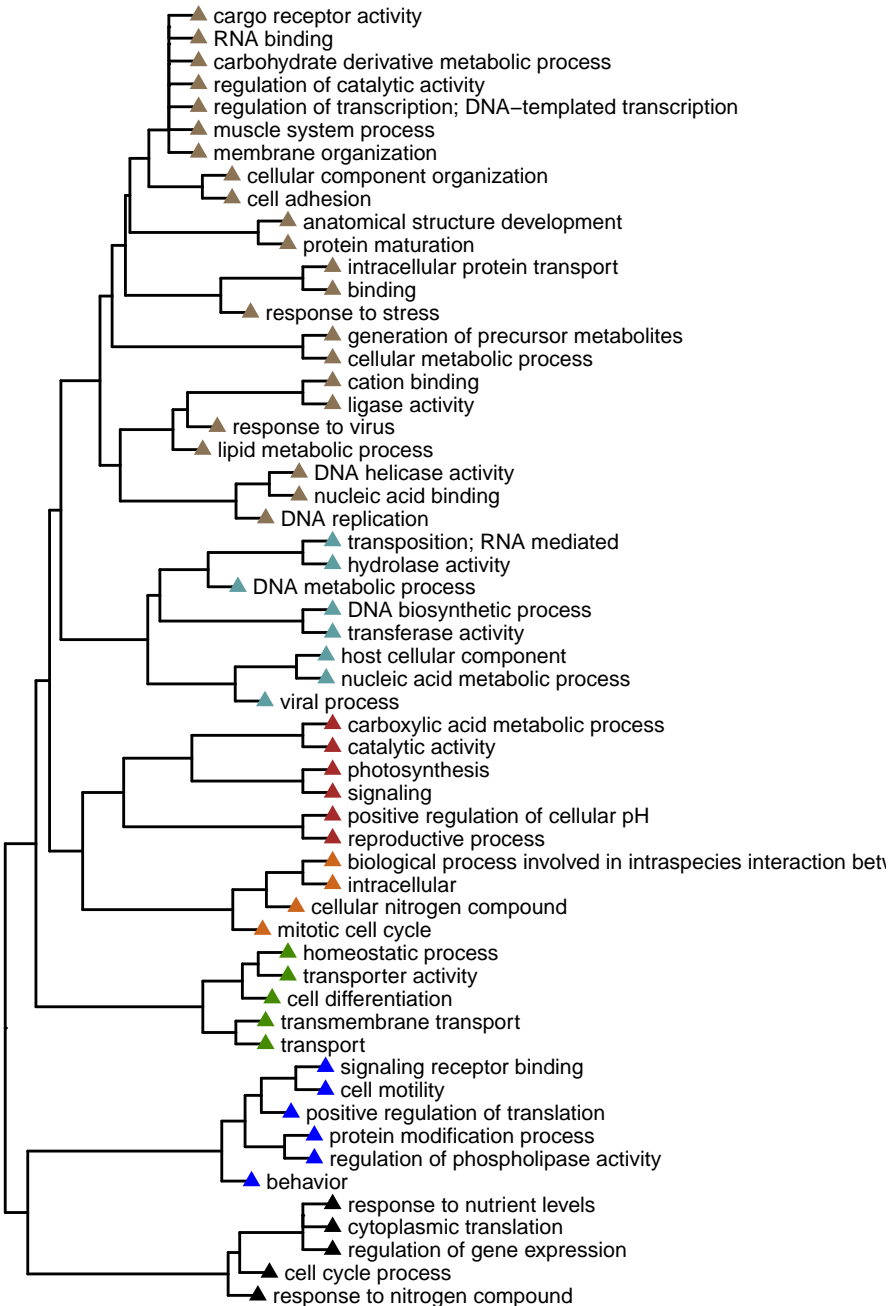 cargo receptor activity
RNA binding
carbohydrate derivative metabolic process
regulation of catalytic activity
regulation of transcription; DNA−templated transcription
muscle system process
membrane organization
cellular component organization
cell adhesion
anatomical structure development
protein maturation
intracellular protein transport
binding
response to stress
generation of precursor metabolites
cellular metabolic process
cation binding
ligase activity
response to virus
lipid metabolic process
DNA helicase activity
nucleic acid binding
DNA replication
transposition; RNA mediated
hydrolase activity
DNA metabolic process
DNA biosynthetic process
transferase activity
host cellular component
nucleic acid metabolic process
viral process
carboxylic acid metabolic process
catalytic activity
photosynthesis
signaling
positive regulation of cellular pH
reproductive process
biological process involved in intraspecies interaction
intracellular
cellular nitrogen compound
mitotic cell cycle
homeostatic process
transporter activity
cell differentiation
transmembrane transport
transport
signaling receptor binding
cell motility
positive regulation of translation
protein modification process
regulation of phospholipase activity
behavior
response to nutrient levels
cytoplasmic translation
regulation of gene expression
cell cycle process
response to nitrogen compound